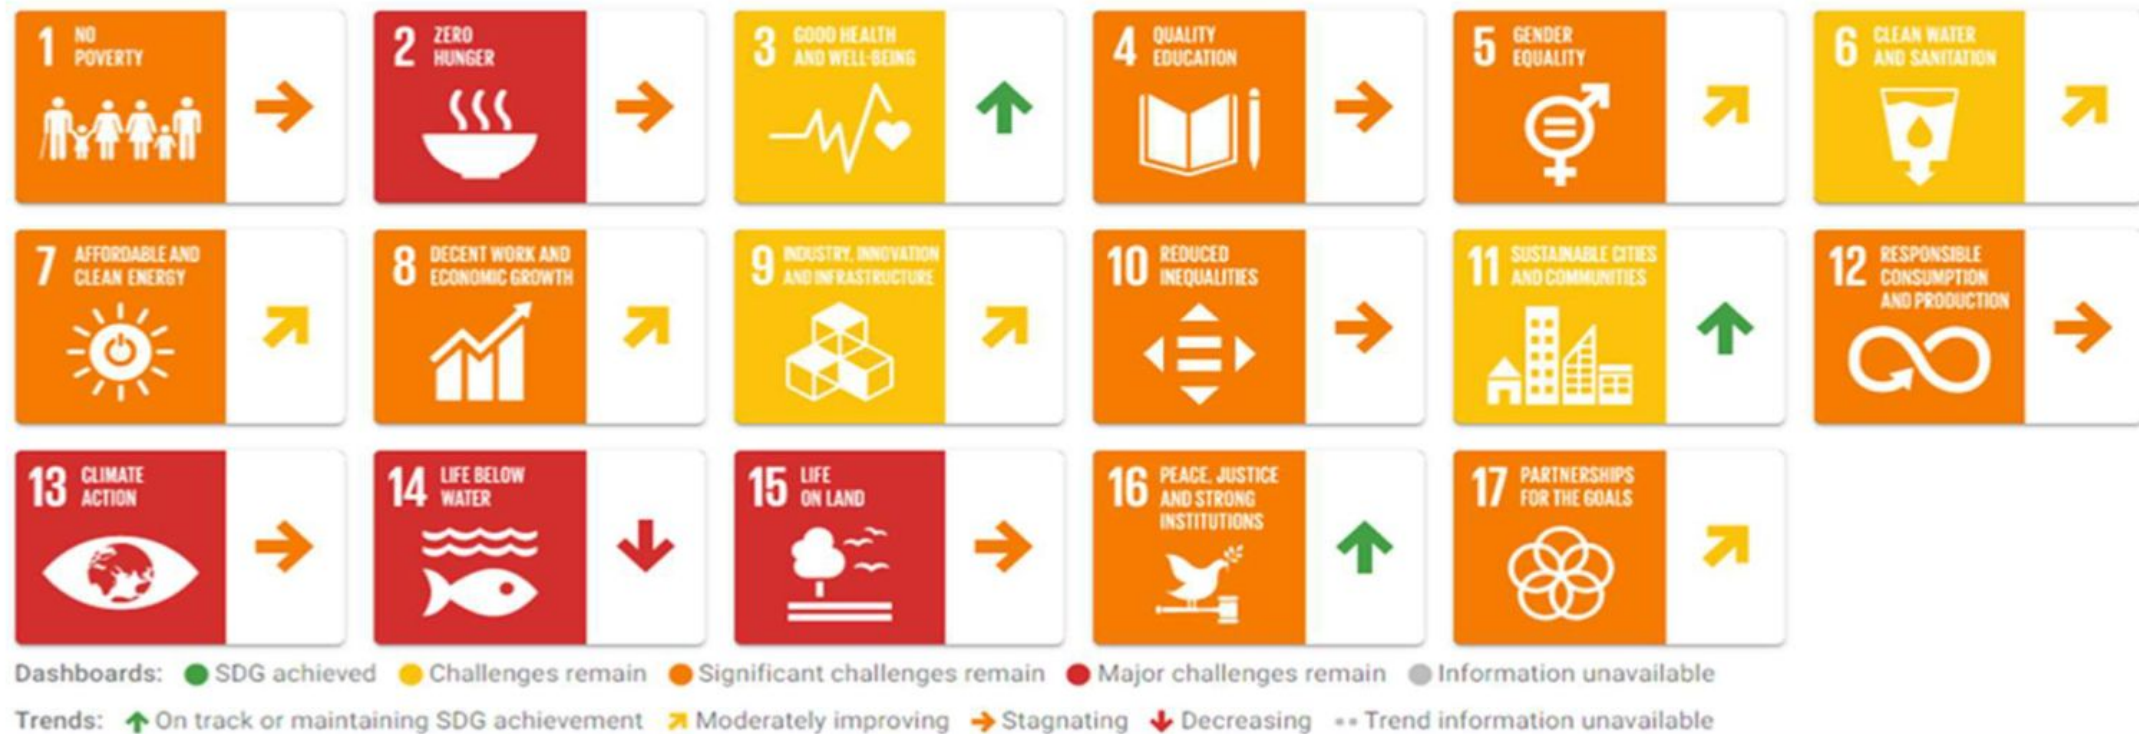 1 NO
POVERTY
2 ZERO
HUNGER
3 GOOD HEALTH
AND WELL-BEING
4 QUALITY
EDUCATION
5 GENDER
EQUALITY
6 CLEAN WATER
AND SANITATION
7 AFFORDABLE AND
CLEAN ENERGY
8 DECENT WORK AND
ECONOMIC GROWTH
9 INDUSTRY, INNOVATION
AND INFRASTRUCTURE
10 REDUCED
INEQUALITIES
11 SUSTAINABLE CITIES
AND COMMUNITIES
12 RESPONSIBLE
CONSUMPTION
AND PRODUCTION
13 CLIMATE
ACTION
14 LIFE BELOW
WATER
15 LIFE
ON LAND
16 PEACE, JUSTICE
AND STRONG
INSTITUTIONS
17 PARTNERSHIPS
FOR THE GOALS
Dashboards: SDG achieved Challenges remain Significant challenges remain Major challenges remain Information unavailable
Trends: On track or maintaining SDG achievement Moderately improving Stagnating Decreasing Trend information unavailable